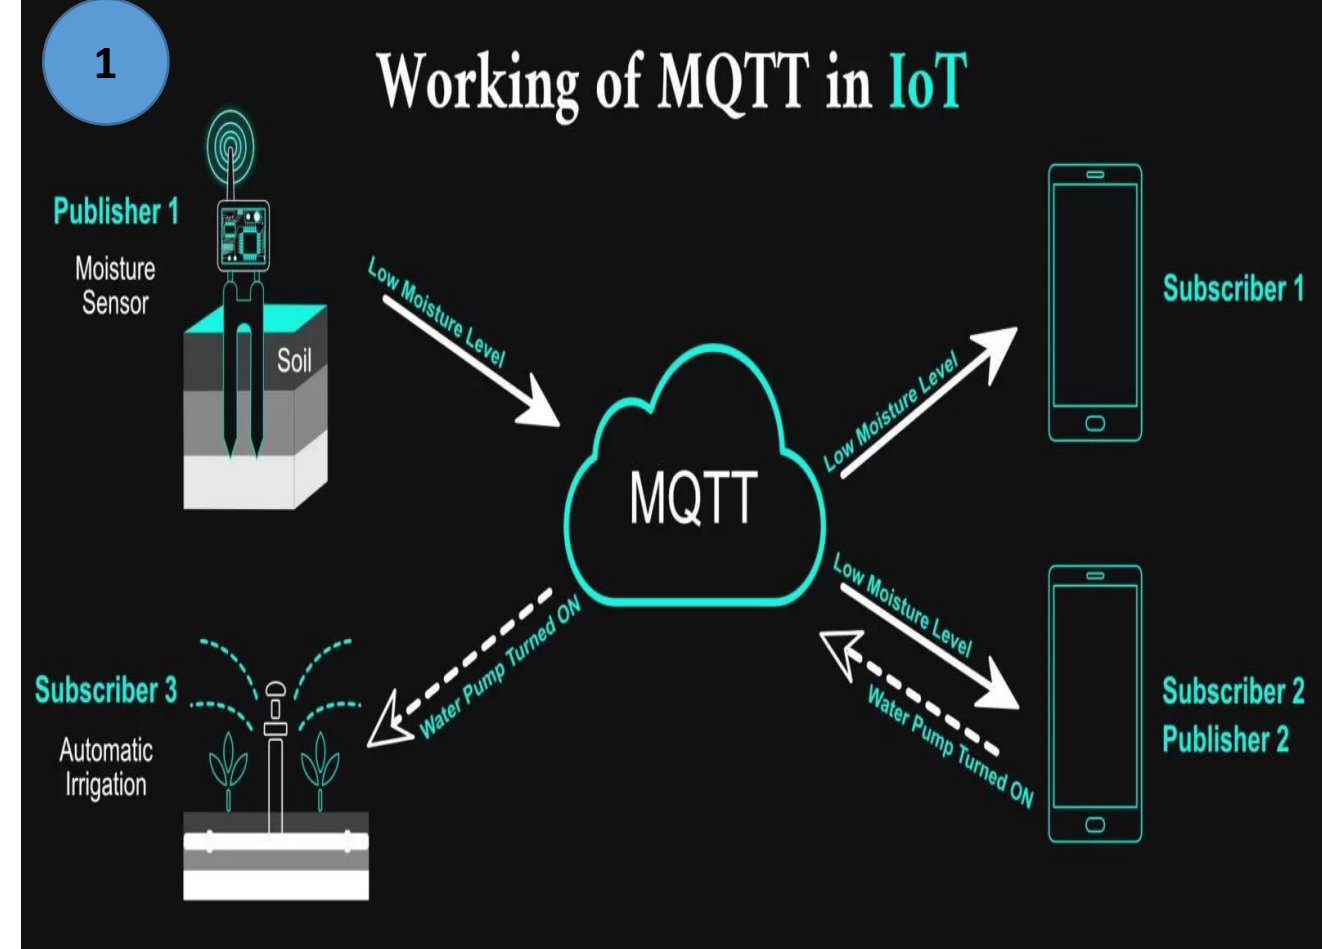 1
Working of MQTT in IoT
Publisher 1
Moisture
Sensor
Soil
Low Moisture Level
MQTT
Low Moisture Level
Subscriber 1
Low Moisture Level
Water Pump Turned ON
Subscriber 2
Publisher 2
Water Pump Turned ON
Subscriber 3
Automatic
Irrigation